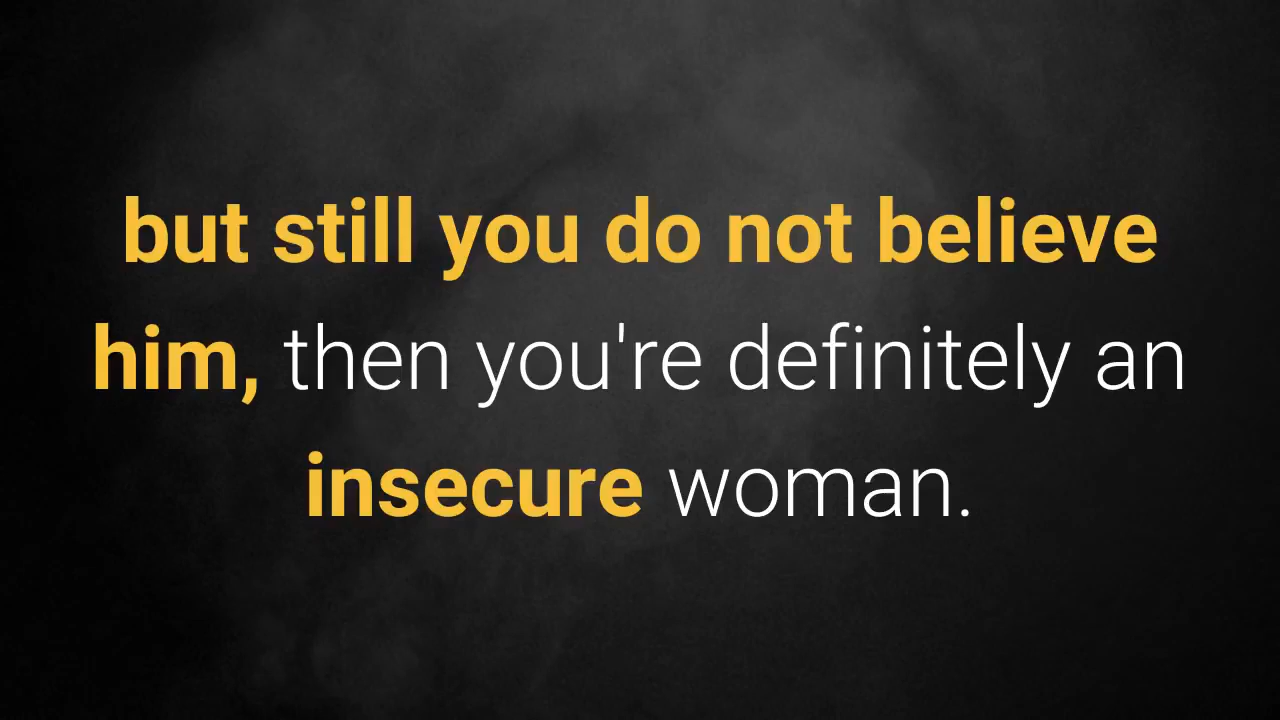 but still you do not believe
him, then you're definitely an
insecure woman.